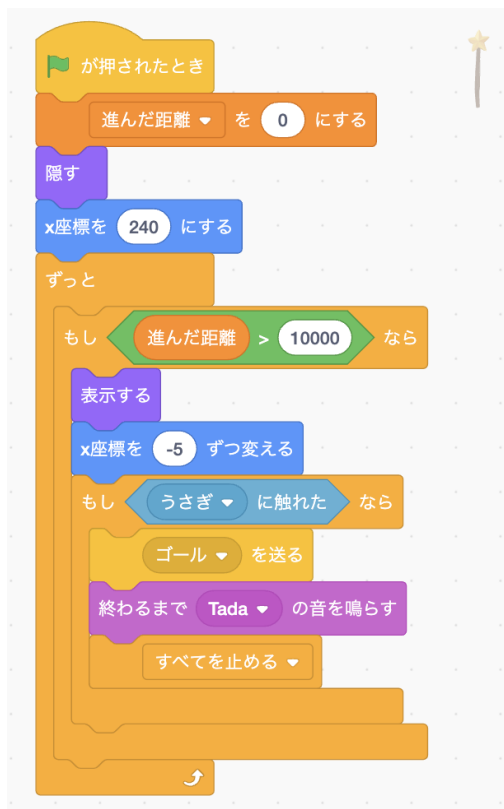 が押されたとき
進んだ距離 を 0 にする
隠す
x座標を 240 にする
ずっと
もし 進んだ距離 > 10000 なら
表示する
x座標を -5 ずつ変える
もし うさぎ に触れた なら
ゴール を送る
終わるまで Tada の音を鳴らす
すべてを止める